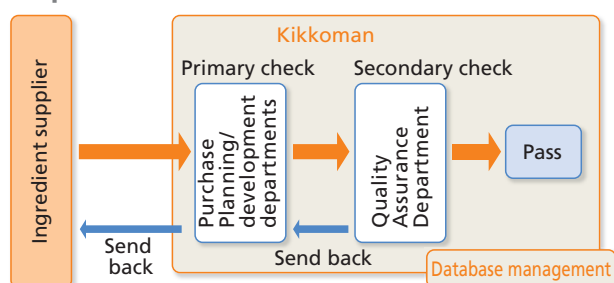 Kikkoman
Ingredient supplier
Primary check
Secondary check
Purchase
Planning/
development
departments
Quality
Assurance
Department
Pass
Send
back
Send back
Database management